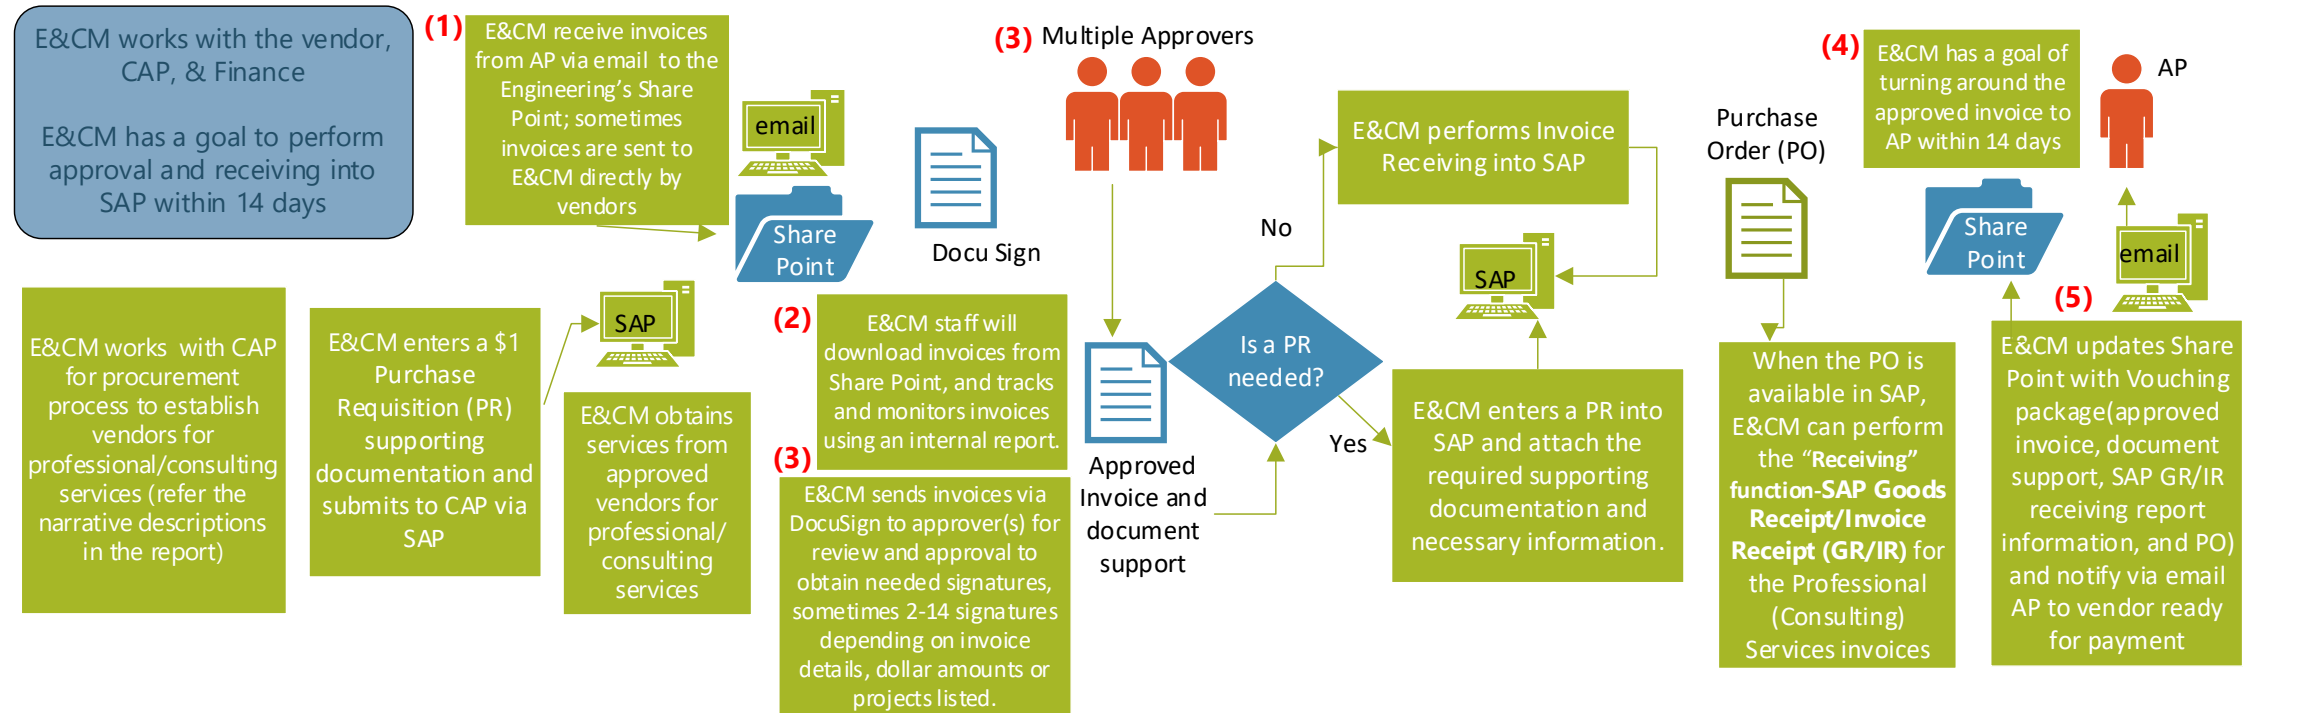 E&CM works with the vendor,
CAP, & Finance
E&CM has a goal to perform
approval and receiving into
SAP within 14 days
(1)
E&CM receive invoices
from AP via email to the
Engineering’s Share
Point; sometimes
invoices are sent to
E&CM directly by
vendors
email
Share
Point
Docu Sign
(3) Multiple Approvers
E&CM works with CAP
for procurement
process to establish
vendors for
professional/consulting
services (refer the
narrative descriptions
in the report)
E&CM enters a $1
Purchase
Requisition (PR)
supporting
documentation and
submits to CAP via
SAP
SAP
E&CM obtains
services from
approved
vendors for
professional/
consulting
services
(2)
E&CM staff will
download invoices from
Share Point, and tracks
and monitors invoices
using an internal report.
(3)
E&CM sends invoices via
DocuSign to approver(s) for
review and approval to
obtain needed signatures,
sometimes 2-14 signatures
depending on invoice
details, dollar amounts or
projects listed.
Approved
Invoice and
document
support
Is a PR
needed?
No
Yes
E&CM performs Invoice
Receiving into SAP
SAP
E&CM enters a PR into
SAP and attach the
required supporting
documentation and
necessary information.
Purchase
Order (PO)
When the PO is
available in SAP,
E&CM can perform
the “Receiving”
function-SAP Goods
Receipt/Invoice
Receipt (GR/IR) for
the Professional
(Consulting)
Services invoices
(4)
E&CM has a goal of
turning around the
approved invoice to
AP within 14 days
AP
Share
Point
email
(5)
E&CM updates Share
Point with Vouching
package(approved
invoice, document
support, SAP GR/IR
receiving report
information, and PO)
and notify via email
AP to vendor ready
for payment